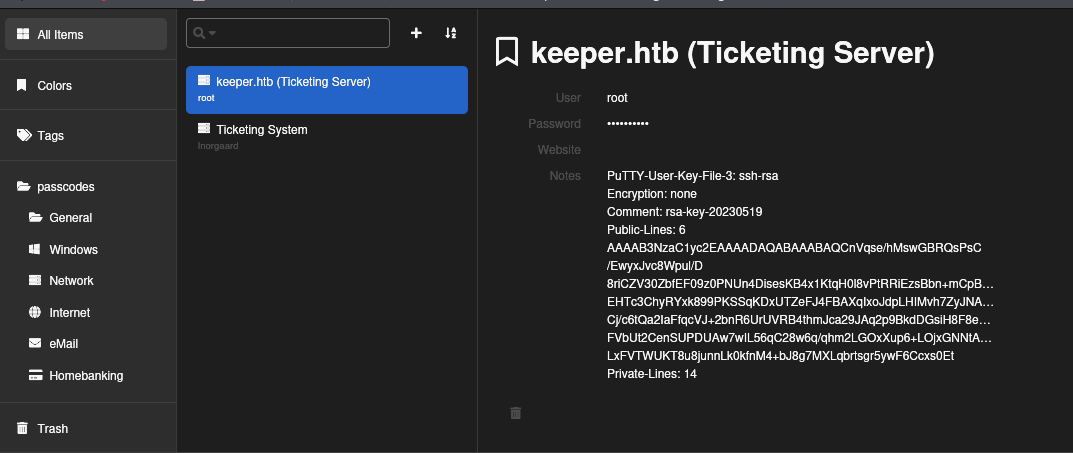 All Items
Colors
Tags
passcodes
General
Windows
Network
Internet
eMail
Homebanking
Trash
keeper.htb (Ticketing Server)
root
Ticketing System
lnorgaard
keeper.htb (Ticketing Server)
User root
Password ••••••••••
Website
Notes PuTTY-User-Key-File-3: ssh-rsa
Encryption: none
Comment: rsa-key-20230519
Public-Lines: 6
AAAAB3NzaC1yc2EAAAADAQABAAABAQCnVqse/hMswGBRQsPsC
/EwyxJvc8Wpul/D
8riCZV30ZbfEF09z0PNUn4DisesKB4x1KtqH0l8vPtRRiEzsBbn+mCpB…
EHTc3ChyRYxk899PKSSqKDxUTZeFJ4FBAXqIxoJdpLHIMvh7ZyJNA…
Cj/c6tQa2IaFfqcVJ+2bnR6UrUVRB4thmJca29JAq2p9BkdDGsiH8F8e…
FVbUt2CenSUPDUAw7wIL56qC28w6q/qhm2LGOxXup6+LOjxGNNtA…
LxFVTWUKT8u8junnLk0kfnM4+bJ8g7MXLqbrtsgr5ywF6Ccxs0Et
Private-Lines: 14